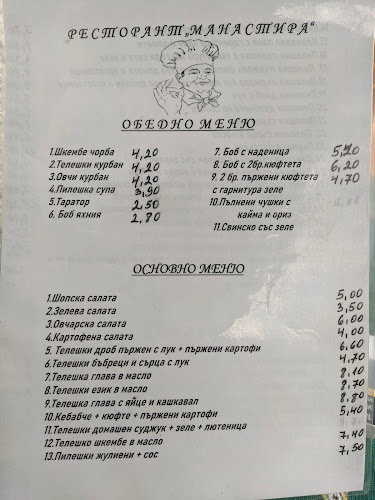 РЕСТОРАНТ „МАНАСТИРА“
ОБЕДНО МЕНЮ
1.Шкембе чорба 4,20
2.Телешки курбан 4,20
3.Овчи курбан 4,20
4.Пилешка супа 3,90
5.Таратор 2,50
6. Боб яхния 2,80
7. Боб с наденица 5,20
8. Боб с 2бр.кюфтета 6,20
9. 2 бр. пържени кюфтета 4,70
с гарнитура зеле
10.Пълнени чушки с
кайма и ориз
11.Свинско със зеле
ОСНОВНО МЕНЮ
1.Шопска салата 5,00
2.Зелева салата 3,50
3.Овчарска салата 6,00
4.Картофена салата 4,00
5. Телешки дроб пържен с лук + пържени картофи 6,60
6.Телешки бъбреци и сърца с лук 4,70
7.Телешка глава в масло 8,10
8.Телешки език в масло 8,70
9.Телешка глава с яйце и кашкавал 8,80
10.Кебабче + кюфте + пържени картофи 5,40
11.Телешки домашен суджук + зеле + лютеница
12.Телешко шкембе в масло 7,40
13.Пилешки жулиени + сос 7,50